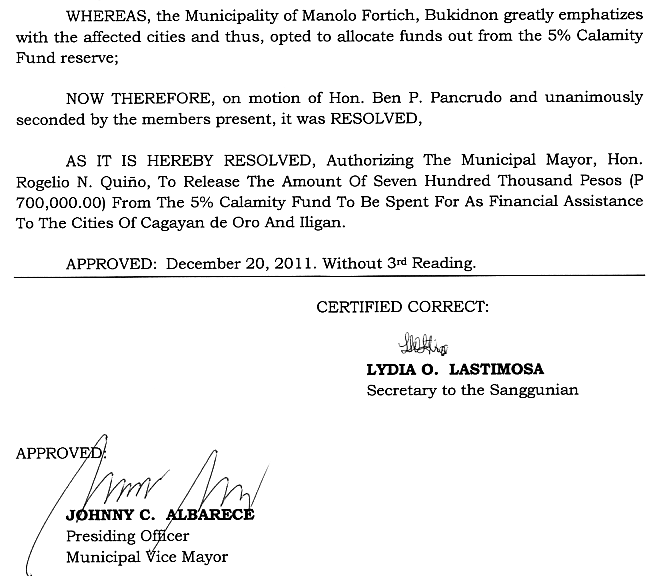 WHEREAS, the Municipality of Manolo Fortich, Bukidnon greatly emphatizes
with the affected cities and thus, opted to allocate funds out from the 5% Calamity
Fund reserve;
NOW THEREFORE, on motion of Hon. Ben P. Pancrudo and unanimously
seconded by the members present, it was RESOLVED,
AS IT IS HEREBY RESOLVED, Authorizing The Municipal Mayor, Hon.
Rogelio N. Quiño, To Release The Amount Of Seven Hundred Thousand Pesos (P
700,000.00) From The 5% Calamity Fund To Be Spent For As Financial Assistance
To The Cities Of Cagayan de Oro And Iligan.
APPROVED: December 20, 2011. Without 3rd Reading.
CERTIFIED CORRECT:
LYDIA O. LASTIMOSA
Secretary to the Sanggunian
APPROVED:
JOHNNY C. ALBARECE
Presiding Officer
Municipal Vice Mayor